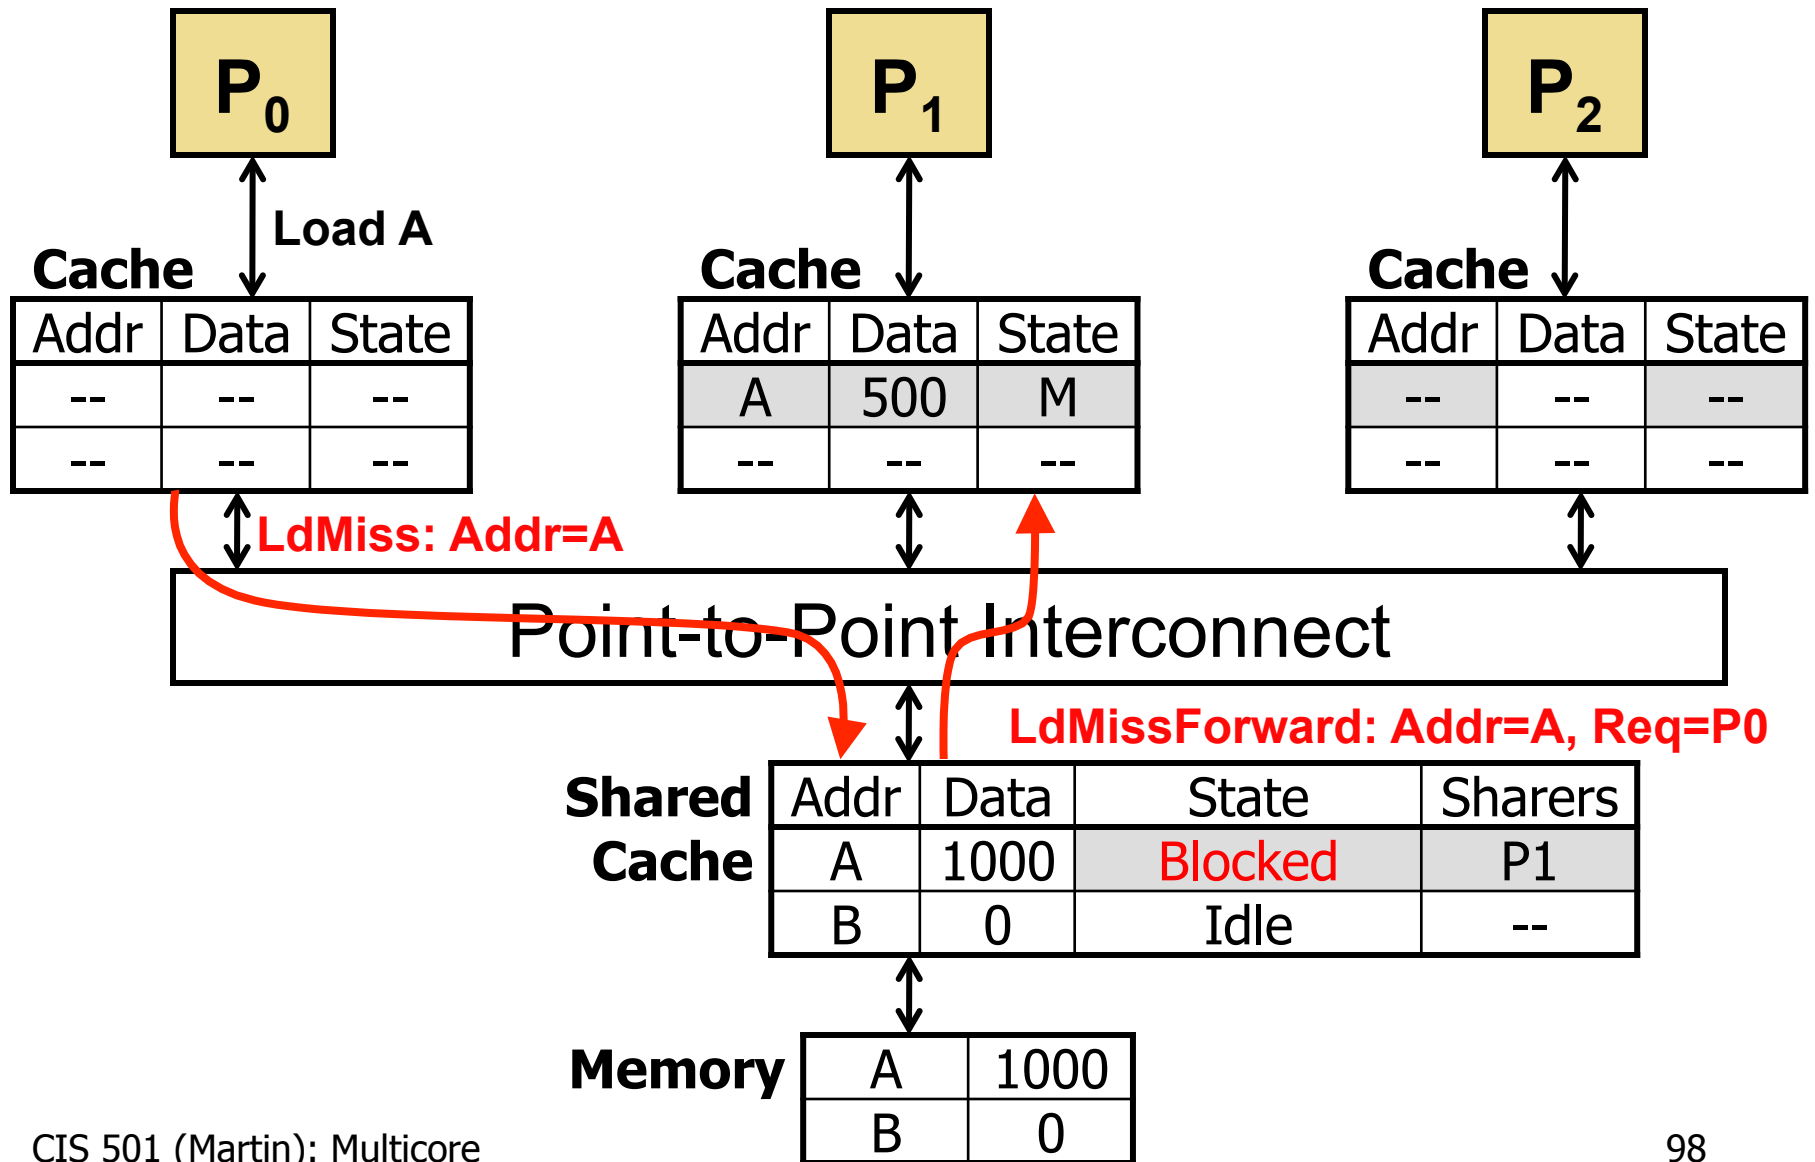 P0 P1 P2
Load A
Cache Cache Cache
Addr Data State Addr Data State Addr Data State
-- -- -- A 500 M -- -- --
-- -- -- -- -- -- -- -- --
LdMiss: Addr=A
Point-to-Point Interconnect
LdMissForward: Addr=A, Req=P0
Shared Addr Data State Sharers
Cache A 1000 Blocked P1
B 0 Idle --
Memory A 1000
B 0
CIS 501 (Martin): Multicore 98